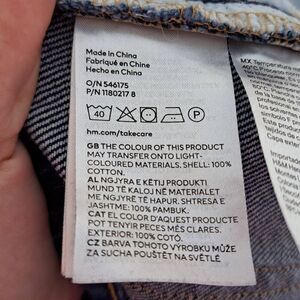 Made in China
Fabriqué en Chine
Hecho en China
O/N 546175
P/N 1180217 8
40
P
hm.com/takecare
GB THE COLOUR OF THIS PRODUCT
MAY TRANSFER ONTO LIGHT-
COLOURED MATERIALS. SHELL: 100%
COTTON.
AL NGJYRA E KËTIJ PRODUKTI
MUND TË KALOJ NË MATERIALET
ME NGJYRË TË HAPUR. SHTRESA E
JASHTME: 100% PAMBUK.
CAT EL COLOR D'AQUEST PRODUCTE
POT TENYIR PECES MÉS CLARES.
EXTERIOR: 100% COTÓ.
CZ BARVA TOHOTO VÝROBKU MŮŽE
ZA SUCHA POUŠTĚT NA SVĚTLÉ
MX Temperatura
40°C